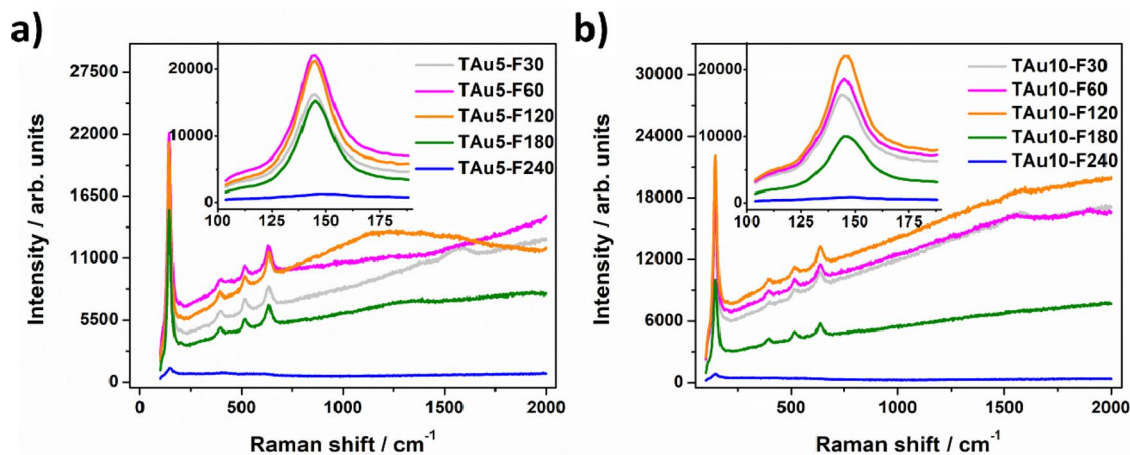 a)
Intensity / arb. units
27500
22000
16500
11000
5500
0
0
500
1000
1500
2000
Raman shift / cm-1
20000
10000
0
100
125
150
175
TAu5-F30
TAu5-F60
TAu5-F120
TAu5-F180
TAu5-F240
b)
Intensity / arb. units
30000
24000
18000
12000
6000
0
500
1000
1500
2000
Raman shift / cm-1
20000
10000
0
100
125
150
175
TAu10-F30
TAu10-F60
TAu10-F120
TAu10-F180
TAu10-F240